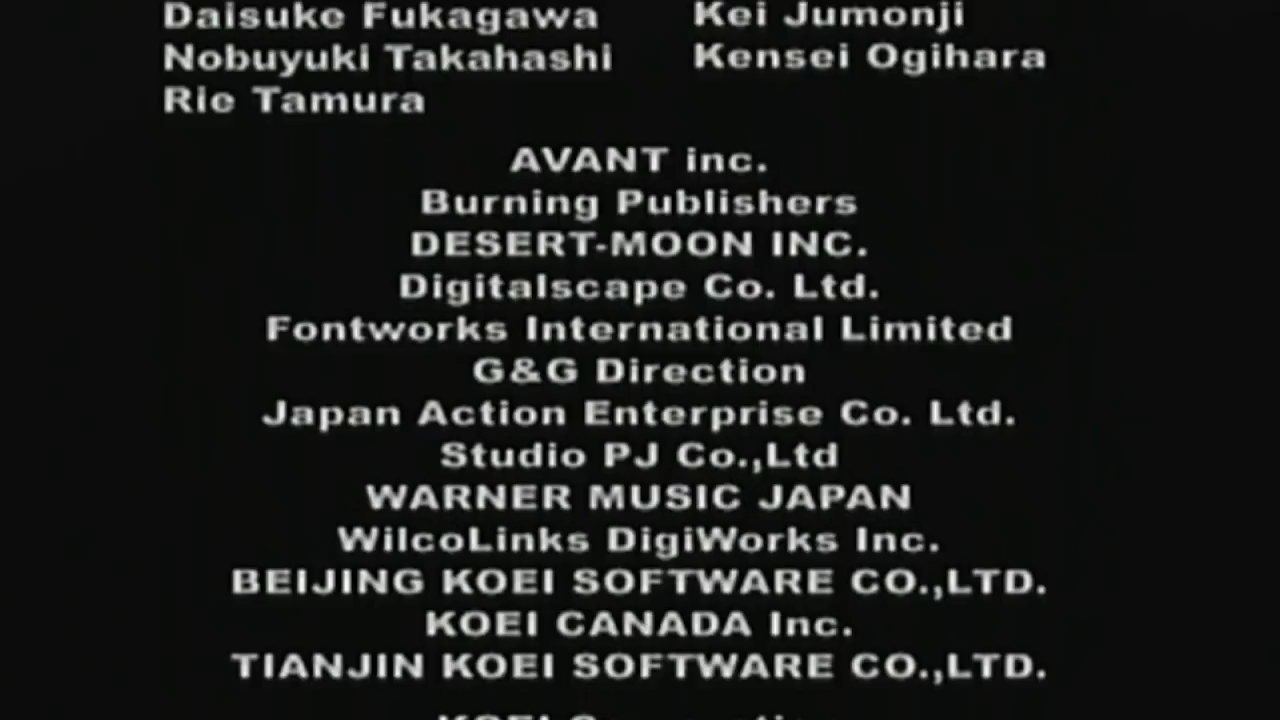 Daisuke Fukagawa Kei Jumonji
Nobuyuki Takahashi Kensei Ogihara
Rie Tamura
AVANT inc.
Burning Publishers
DESERT-MOON INC.
Digitalscape Co. Ltd.
Fontworks International Limited
G&G Direction
Japan Action Enterprise Co. Ltd.
Studio PJ Co.,Ltd
WARNER MUSIC JAPAN
WilcoLinks DigiWorks Inc.
BEIJING KOEI SOFTWARE CO.,LTD.
KOEI CANADA Inc.
TIANJIN KOEI SOFTWARE CO.,LTD.
KOEI